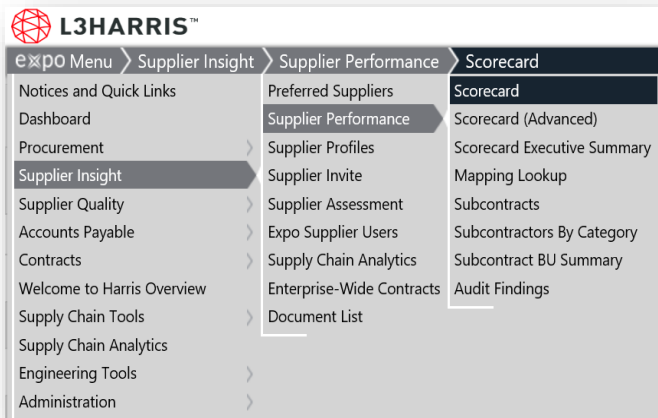 L3HARRIS™
expo Menu Supplier Insight Supplier Performance Scorecard
Notices and Quick Links
Dashboard
Procurement
Supplier Insight
Supplier Quality
Accounts Payable
Contracts
Welcome to Harris Overview
Supply Chain Tools
Supply Chain Analytics
Engineering Tools
Administration
Preferred Suppliers
Supplier Performance
Supplier Profiles
Supplier Invite
Supplier Assessment
Expo Supplier Users
Supply Chain Analytics
Enterprise-Wide Contracts
Document List
Scorecard
Scorecard (Advanced)
Scorecard Executive Summary
Mapping Lookup
Subcontracts
Subcontractors By Category
Subcontract BU Summary
Audit Findings